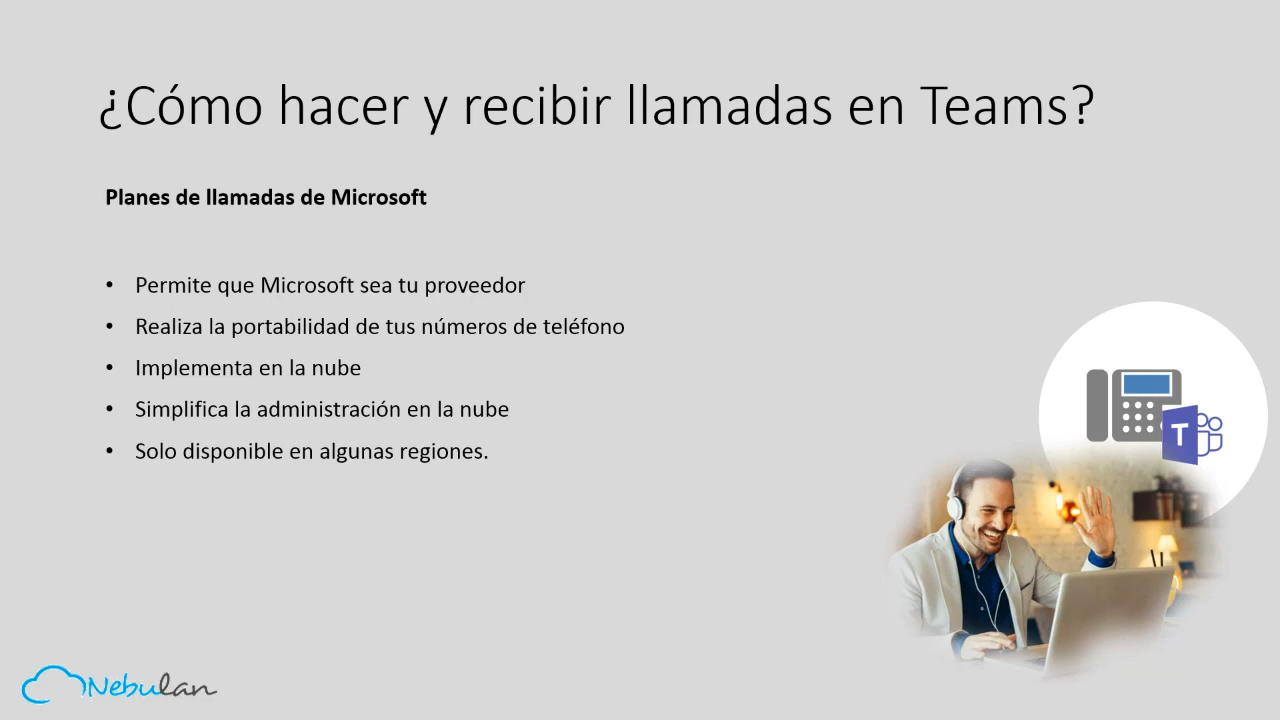 ¿Cómo hacer y recibir llamadas en Teams?
Planes de llamadas de Microsoft
• Permite que Microsoft sea tu proveedor
• Realiza la portabilidad de tus números de teléfono
• Implementa en la nube
• Simplifica la administración en la nube
• Solo disponible en algunas regiones.
T
Nebulan